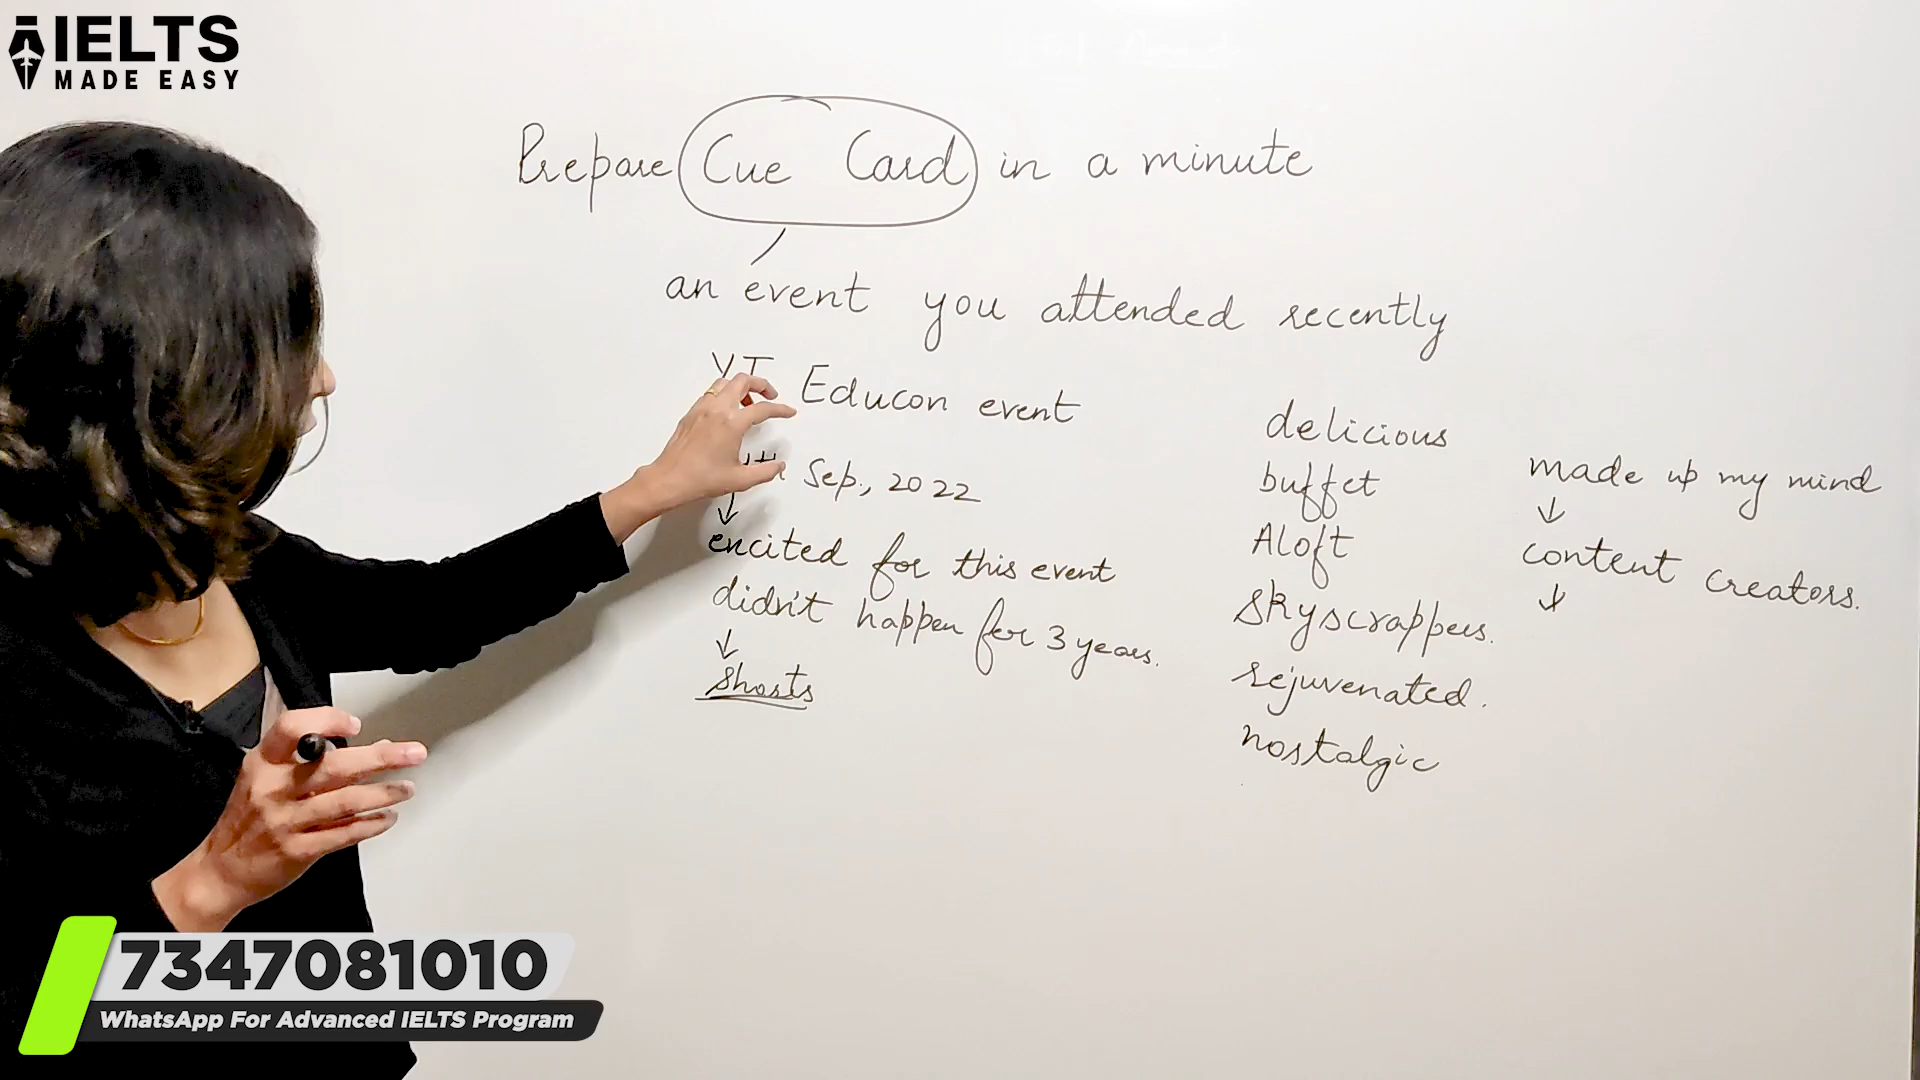 IELTS
MADE EASY
Prepare Cue Card in a minute
an event you attended recently
YT Educon event
Sep., 2022
excited for this event
didn't happen for 3 years.
Shorts
delicious
buffet
Aloft
skyscrappers.
rejuvenated.
nostalgic
made up my mind
content creators.
7347081010
WhatsApp For Advanced IELTS Program